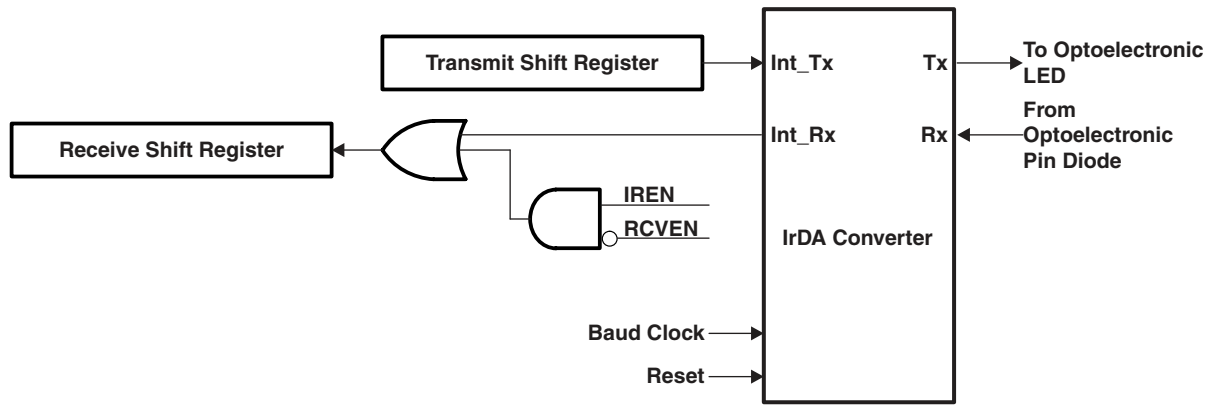 Transmit Shift Register
Int_Tx
Tx
To Optoelectronic
LED
Receive Shift Register
Int_Rx
Rx
From
Optoelectronic
Pin Diode
IREN
RCVEN
IrDA Converter
Baud Clock
Reset